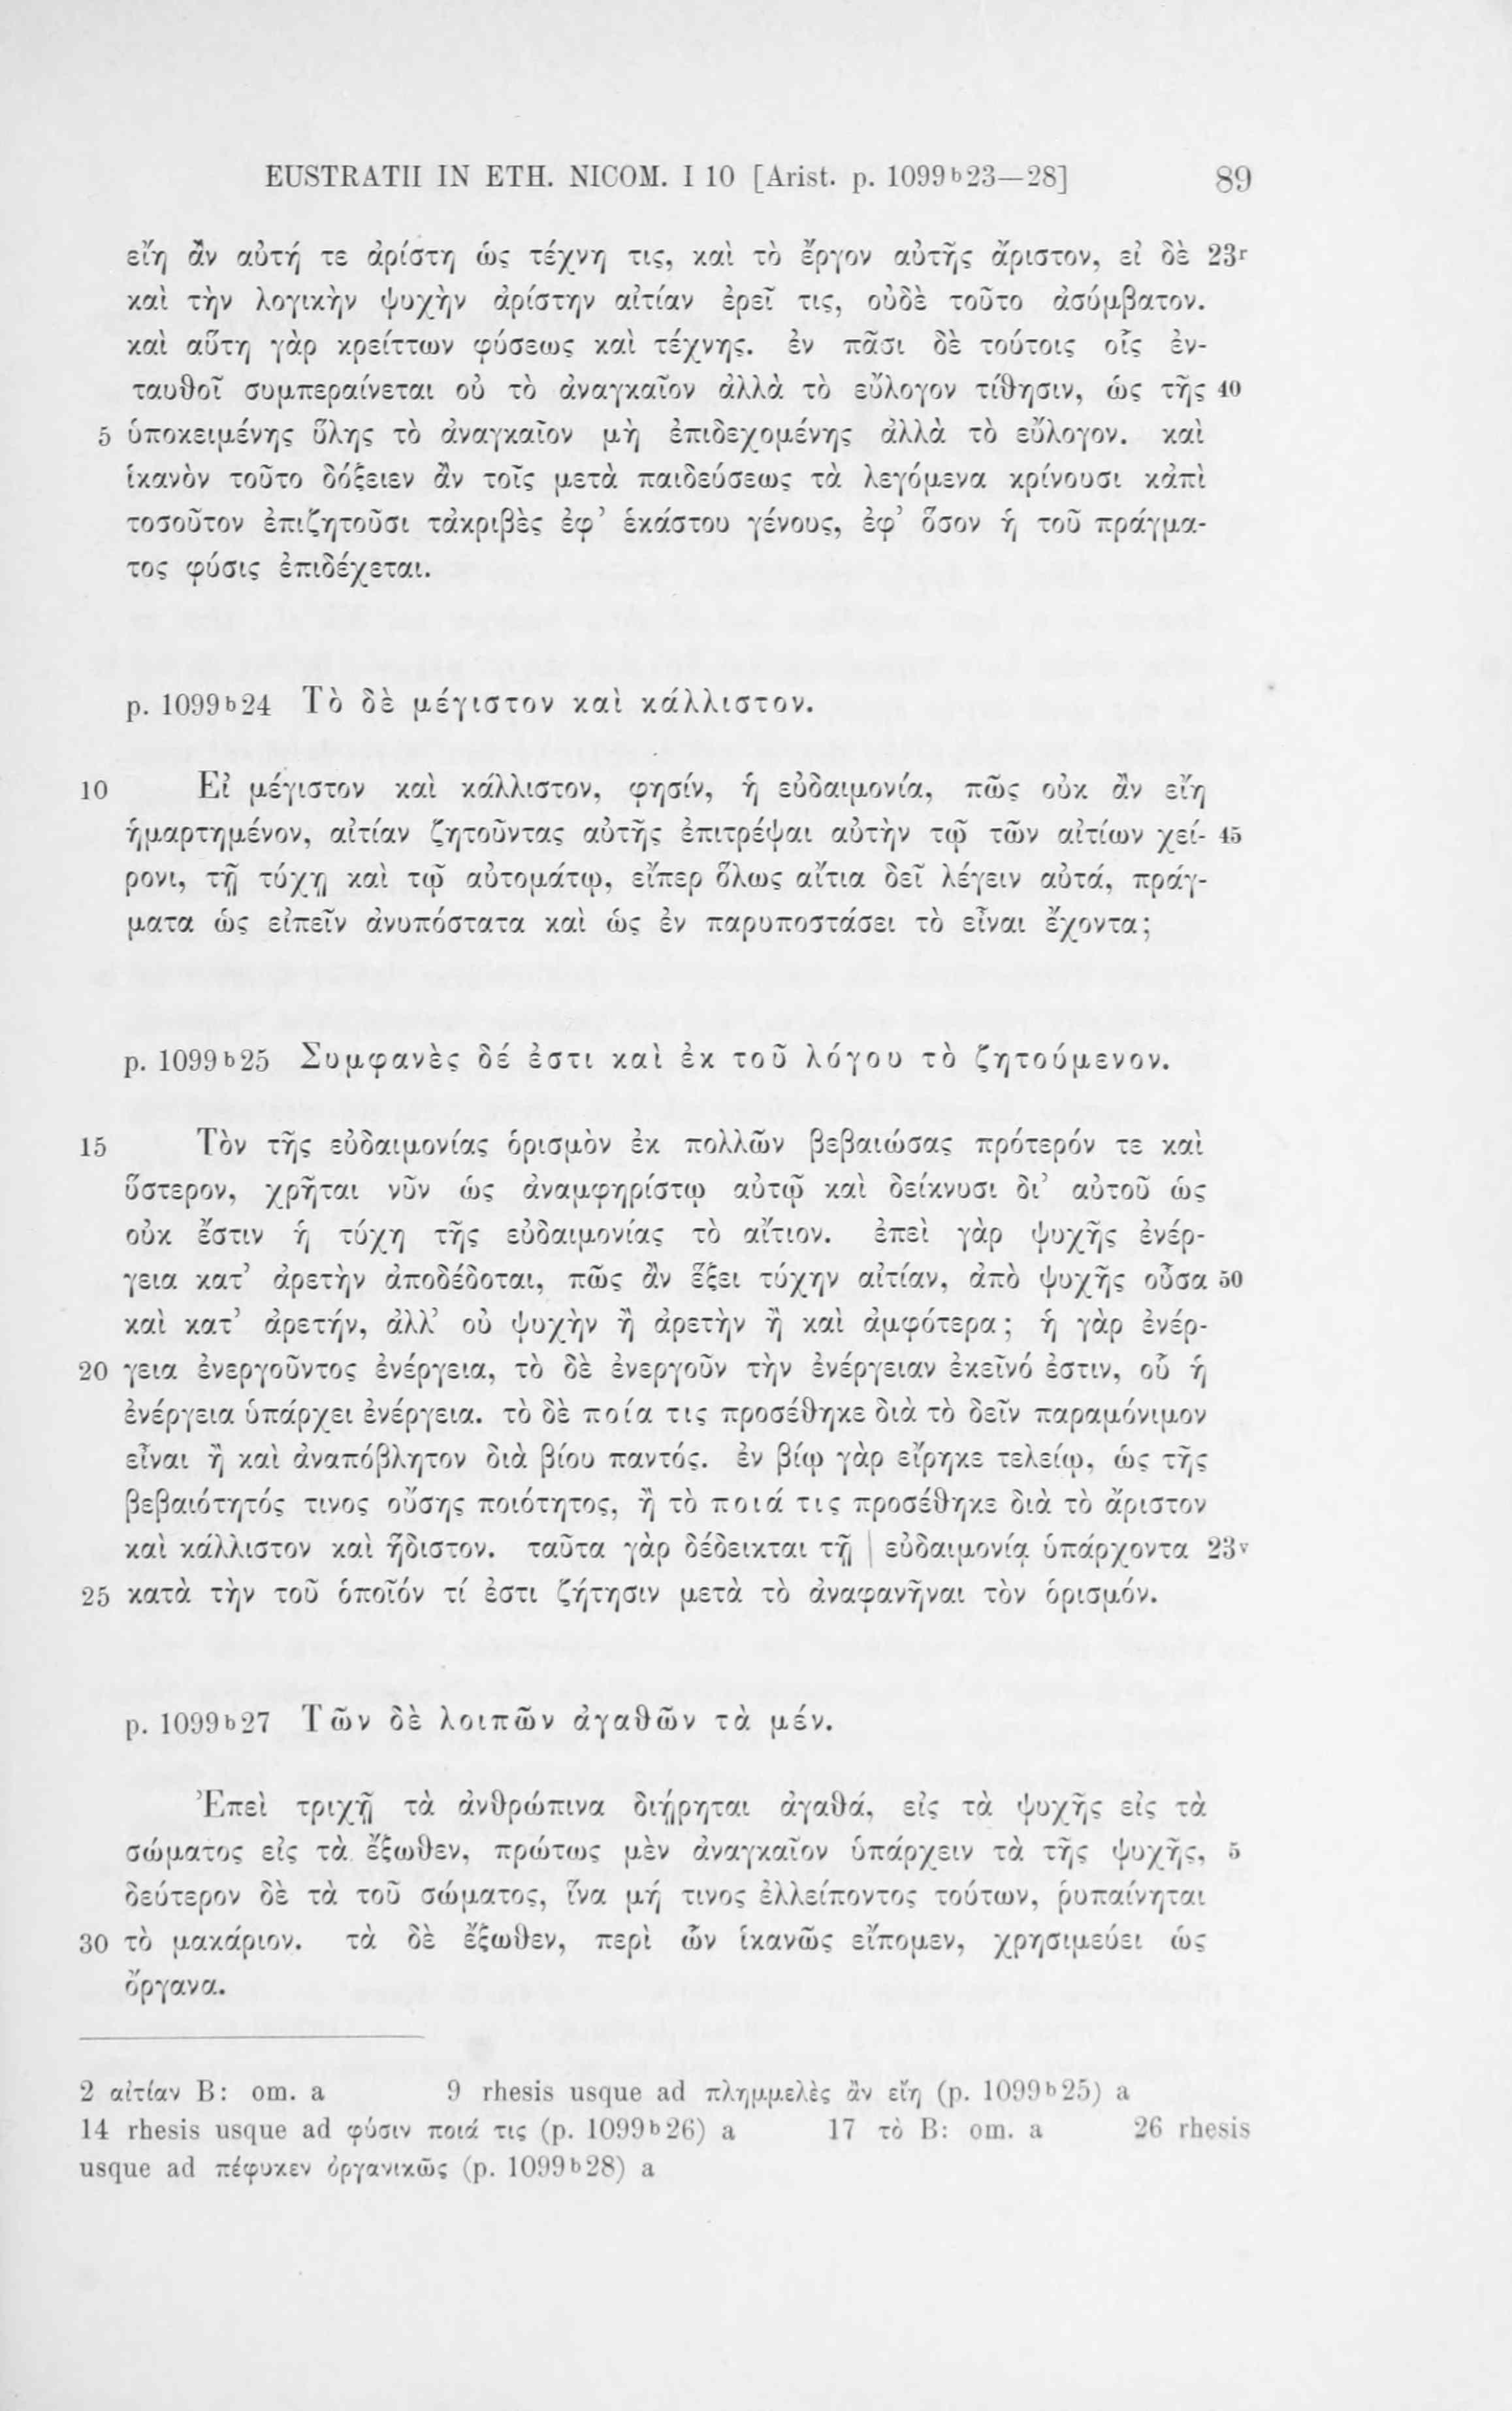 EUSTRATII IN ETH. NICOM. I 10 [Arist. p. 1099ᵇ23—28] 89
εἴη ἂν αὐτή τε ἀρίστη ὡς τέχνη τις, καὶ τὸ ἔργον αὐτῆς ἄριστον, εἰ δὲ 23ʳ
καὶ τὴν λογικὴν ψυχὴν ἀρίστην αἰτίαν ἐρεῖ τις, οὐδὲ τοῦτο ἀσύμβατον.
καὶ αὕτη γὰρ κρείττων φύσεως καὶ τέχνης. ἐν πᾶσι δὲ τούτοις οἷς ἐν-
ταυθοῖ συμπεραίνεται οὐ τὸ ἀναγκαῖον ἀλλὰ τὸ εὔλογον τίθησιν, ὡς τῆς 40
5 ὑποκειμένης ὕλης τὸ ἀναγκαῖον μὴ ἐπιδεχομένης ἀλλὰ τὸ εὔλογον. καὶ
ἱκανὸν τοῦτο δόξειεν ἂν τοῖς μετὰ παιδεύσεως τὰ λεγόμενα κρίνουσι κἀπὶ
τοσοῦτον ἐπιζητοῦσι τἀκριβὲς ἐφ’ ἑκάστου γένους, ἐφ’ ὅσον ἡ τοῦ πράγμα-
τος φύσις ἐπιδέχεται.
p. 1099ᵇ24 Τὸ δὲ μέγιστον καὶ κάλλιστον.
10 Εἰ μέγιστον καὶ κάλλιστον, φησίν, ἡ εὐδαιμονία, πῶς οὐκ ἂν εἴη
ἡμαρτημένον, αἰτίαν ζητοῦντας αὐτῆς ἐπιτρέψαι αὐτὴν τῷ τῶν αἰτίων χεί- 45
ρονι, τῇ τύχῃ καὶ τῷ αὐτομάτῳ, εἴπερ ὅλως αἴτια δεῖ λέγειν αὐτά, πράγ-
ματα ὡς εἰπεῖν ἀνυπόστατα καὶ ὡς ἐν παρυποστάσει τὸ εἶναι ἔχοντα;
p. 1099ᵇ25 Συμφανὲς δέ ἐστι καὶ ἐκ τοῦ λόγου τὸ ζητούμενον.
15 Τὸν τῆς εὐδαιμονίας ὁρισμὸν ἐκ πολλῶν βεβαιώσας πρότερόν τε καὶ
ὕστερον, χρῆται νῦν ὡς ἀναμφηρίστῳ αὐτῷ καὶ δείκνυσι δι’ αὐτοῦ ὡς
οὐκ ἔστιν ἡ τύχη τῆς εὐδαιμονίας τὸ αἴτιον. ἐπεὶ γὰρ ψυχῆς ἐνέρ-
γεια κατ’ ἀρετὴν ἀποδέδοται, πῶς ἂν ἕξει τύχην αἰτίαν, ἀπὸ ψυχῆς οὖσα 50
καὶ κατ’ ἀρετήν, ἀλλ’ οὐ ψυχὴν ἢ ἀρετὴν ἢ καὶ ἀμφότερα; ἡ γὰρ ἐνέρ-
20 γεια ἐνεργοῦντος ἐνέργεια, τὸ δὲ ἐνεργοῦν τὴν ἐνέργειαν ἐκεῖνό ἐστιν, οὗ ἡ
ἐνέργεια ὑπάρχει ἐνέργεια. τὸ δὲ ποία τις προσέθηκε διὰ τὸ δεῖν παραμόνιμον
εἶναι ἢ καὶ ἀναπόβλητον διὰ βίου παντός. ἐν βίῳ γὰρ εἴρηκε τελείῳ, ὡς τῆς
βεβαιότητός τινος οὔσης ποιότητος, ἢ τὸ ποιά τις προσέθηκε διὰ τὸ ἄριστον
καὶ κάλλιστον καὶ ἥδιστον. ταῦτα γὰρ δέδεικται τῇ | εὐδαιμονίᾳ ὑπάρχοντα 23ᵛ
25 κατὰ τὴν τοῦ ὁποῖόν τί ἐστι ζήτησιν μετὰ τὸ ἀναφανῆναι τὸν ὁρισμόν.
p. 1099ᵇ27 Τῶν δὲ λοιπῶν ἀγαθῶν τὰ μέν.
Ἐπεὶ τριχῇ τὰ ἀνθρώπινα διῄρηται ἀγαθά, εἰς τὰ ψυχῆς εἰς τὰ
σώματος εἰς τὰ ἔξωθεν, πρώτως μὲν ἀναγκαῖον ὑπάρχειν τὰ τῆς ψυχῆς, 5
δεύτερον δὲ τὰ τοῦ σώματος, ἵνα μή τινος ἐλλείποντος τούτων, ῥυπαίνηται
30 τὸ μακάριον. τὰ δὲ ἔξωθεν, περὶ ὧν ἱκανῶς εἴπομεν, χρησιμεύει ὡς
ὄργανα.
2 αἰτίαν B: om. a 9 rhesis usque ad πλημμελὲς ἂν εἴη (p. 1099ᵇ25) a
14 rhesis usque ad φύσιν ποιά τις (p. 1099ᵇ26) a 17 τὸ B: om. a 26 rhesis
usque ad πέφυκεν ὀργανικῶς (p. 1099ᵇ28) a